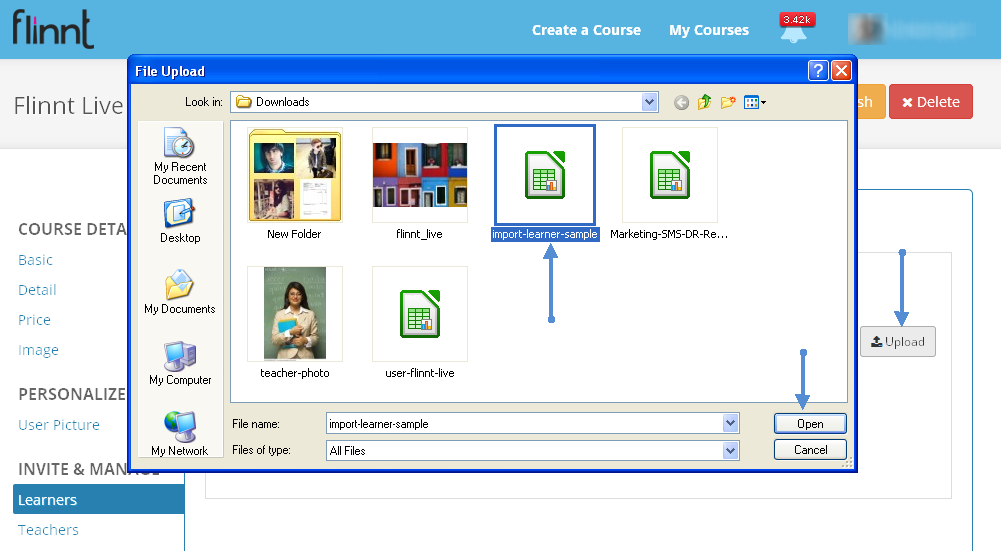 flinnt
Create a Course
My Courses
3.42k
Flinnt Live
sh
Delete
File Upload
Look in:
Downloads
My Recent
Documents
Desktop
My Documents
My Computer
My Network
New Folder
flinnt_live
import-learner-sample
Marketing-SMS-DR-Re...
teacher-photo
user-flinnt-live
File name:
import-learner-sample
Open
Files of type:
All Files
Cancel
COURSE DETA
Basic
Detail
Price
Image
PERSONALIZE
User Picture
INVITE & MANAGE
Learners
Teachers
Upload